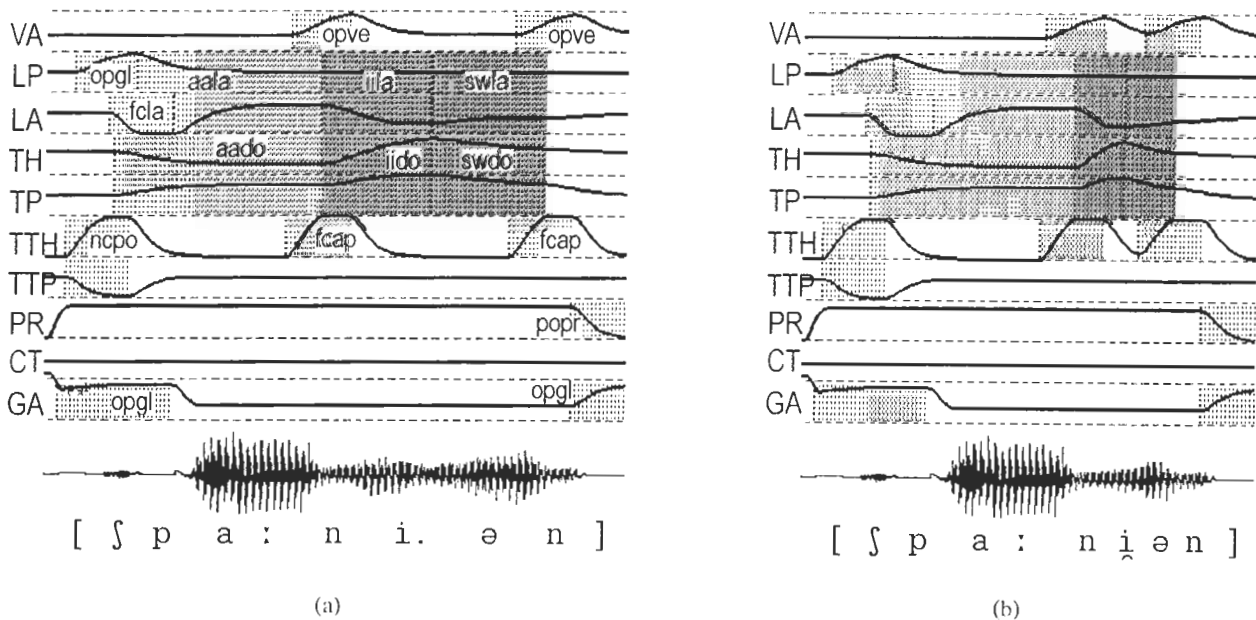 VA opve opve
LP opgl aala iila swla
LA fcla
TH aado iido swdo
TP
TTH ncpo fcap fcap
TTP
PR popr
CT
GA opgl opgl
[ ʃ p a ː n i. ə n ]
(a)
VA
LP
LA
TH
TP
TTH
TTP
PR
CT
GA
[ ʃ p a ː n i̯ ə n ]
(b)